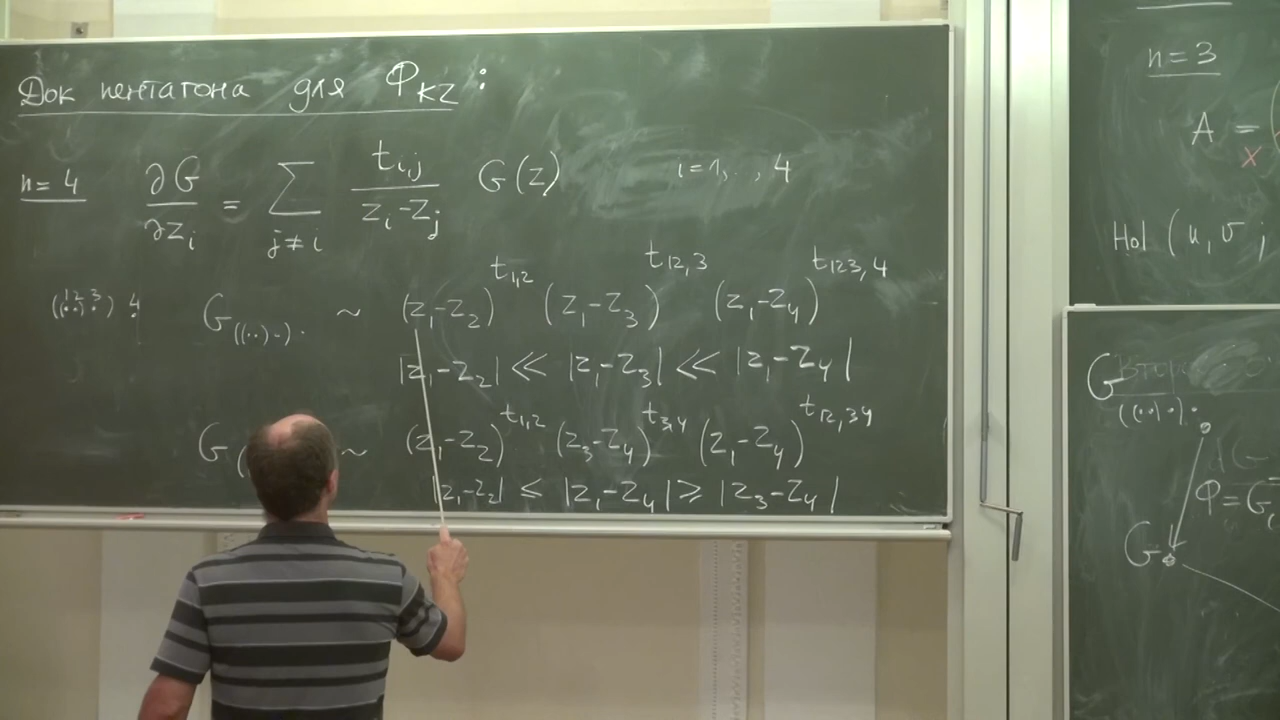 Док пентагона для Φ_KZ :
n=4 ∂G/∂z_i = Σ_{j≠i} t_{i,j}/(z_i-z_j) G(z) i=1,..,4
((1 2 3) 4 G_{((··)·)·} ~ (z_1-z_2)^{t_{1,2}} (z_1-z_3)^{t_{12,3}} (z_1-z_4)^{t_{123,4}}
|z_1-z_2| ≪ |z_1-z_3| ≪ |z_1-z_4|
G_( ~ (z_1-z_2)^{t_{1,2}} (z_3-z_4)^{t_{3,4}} (z_1-z_4)^{t_{12,34}}
|z_1-z_2| ≤ |z_1-z_4| ≥ |z_3-z_4|
n=3
A = (
x
Hol (u, v ;
G_{((··)·)·}
Φ=G
G